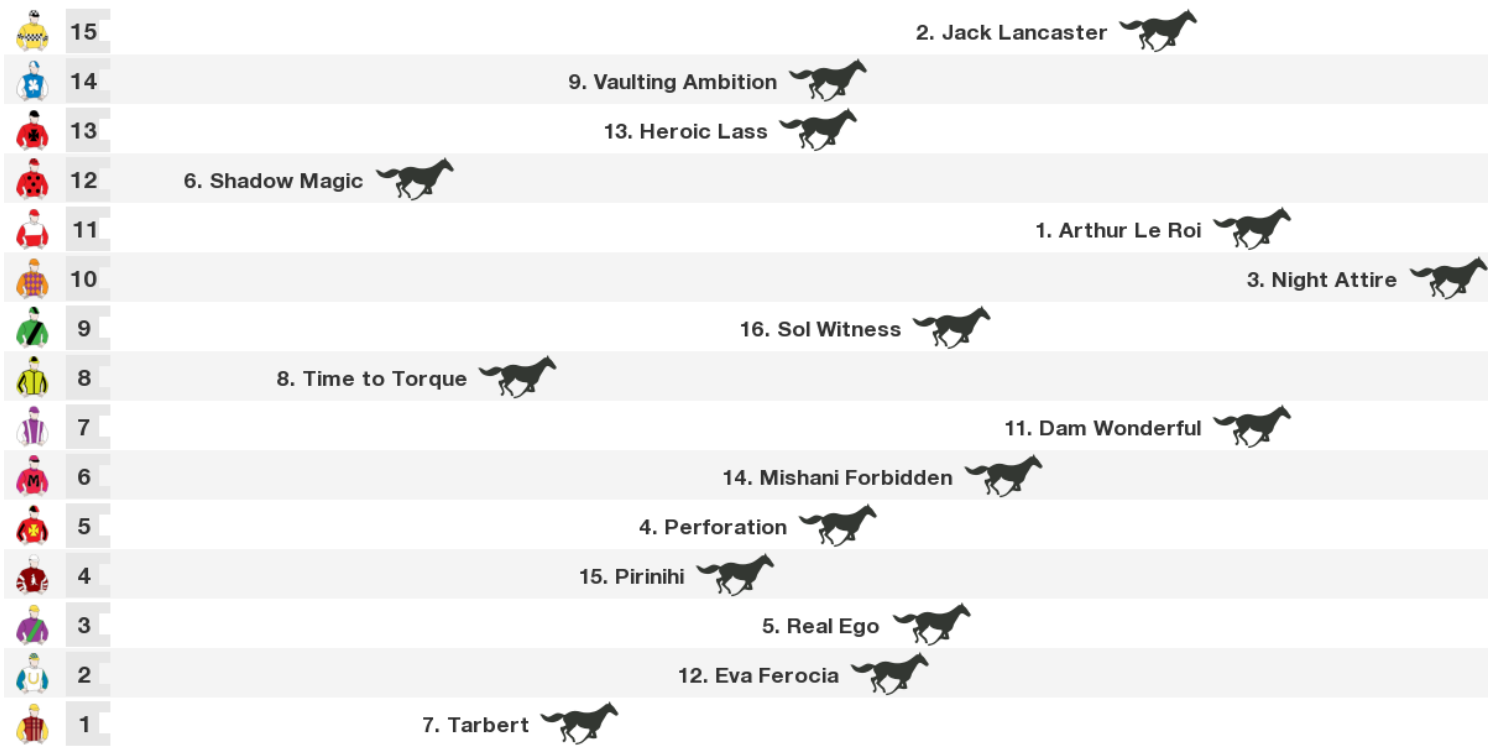 15 2. Jack Lancaster
14 9. Vaulting Ambition
13 13. Heroic Lass
12 6. Shadow Magic
11 1. Arthur Le Roi
10 3. Night Attire
9 16. Sol Witness
8 8. Time to Torque
7 11. Dam Wonderful
M 6 14. Mishani Forbidden
5 4. Perforation
4 15. Pirinihi
3 5. Real Ego
2 12. Eva Ferocia
1 7. Tarbert